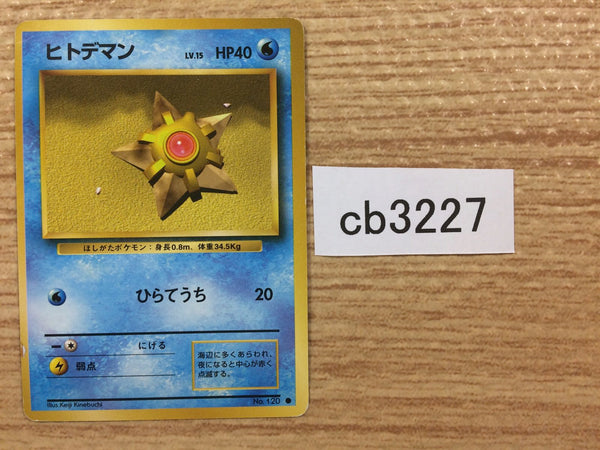 ヒトデマン LV.15 HP40
ほしがたポケモン：身長0.8m、体重34.5Kg
ひらてうち 20
にげる
弱点
海辺に多くあらわれ、
夜になると中心が赤く
点滅する。
Illus. Keiji Kinebuchi
No. 120
cb3227